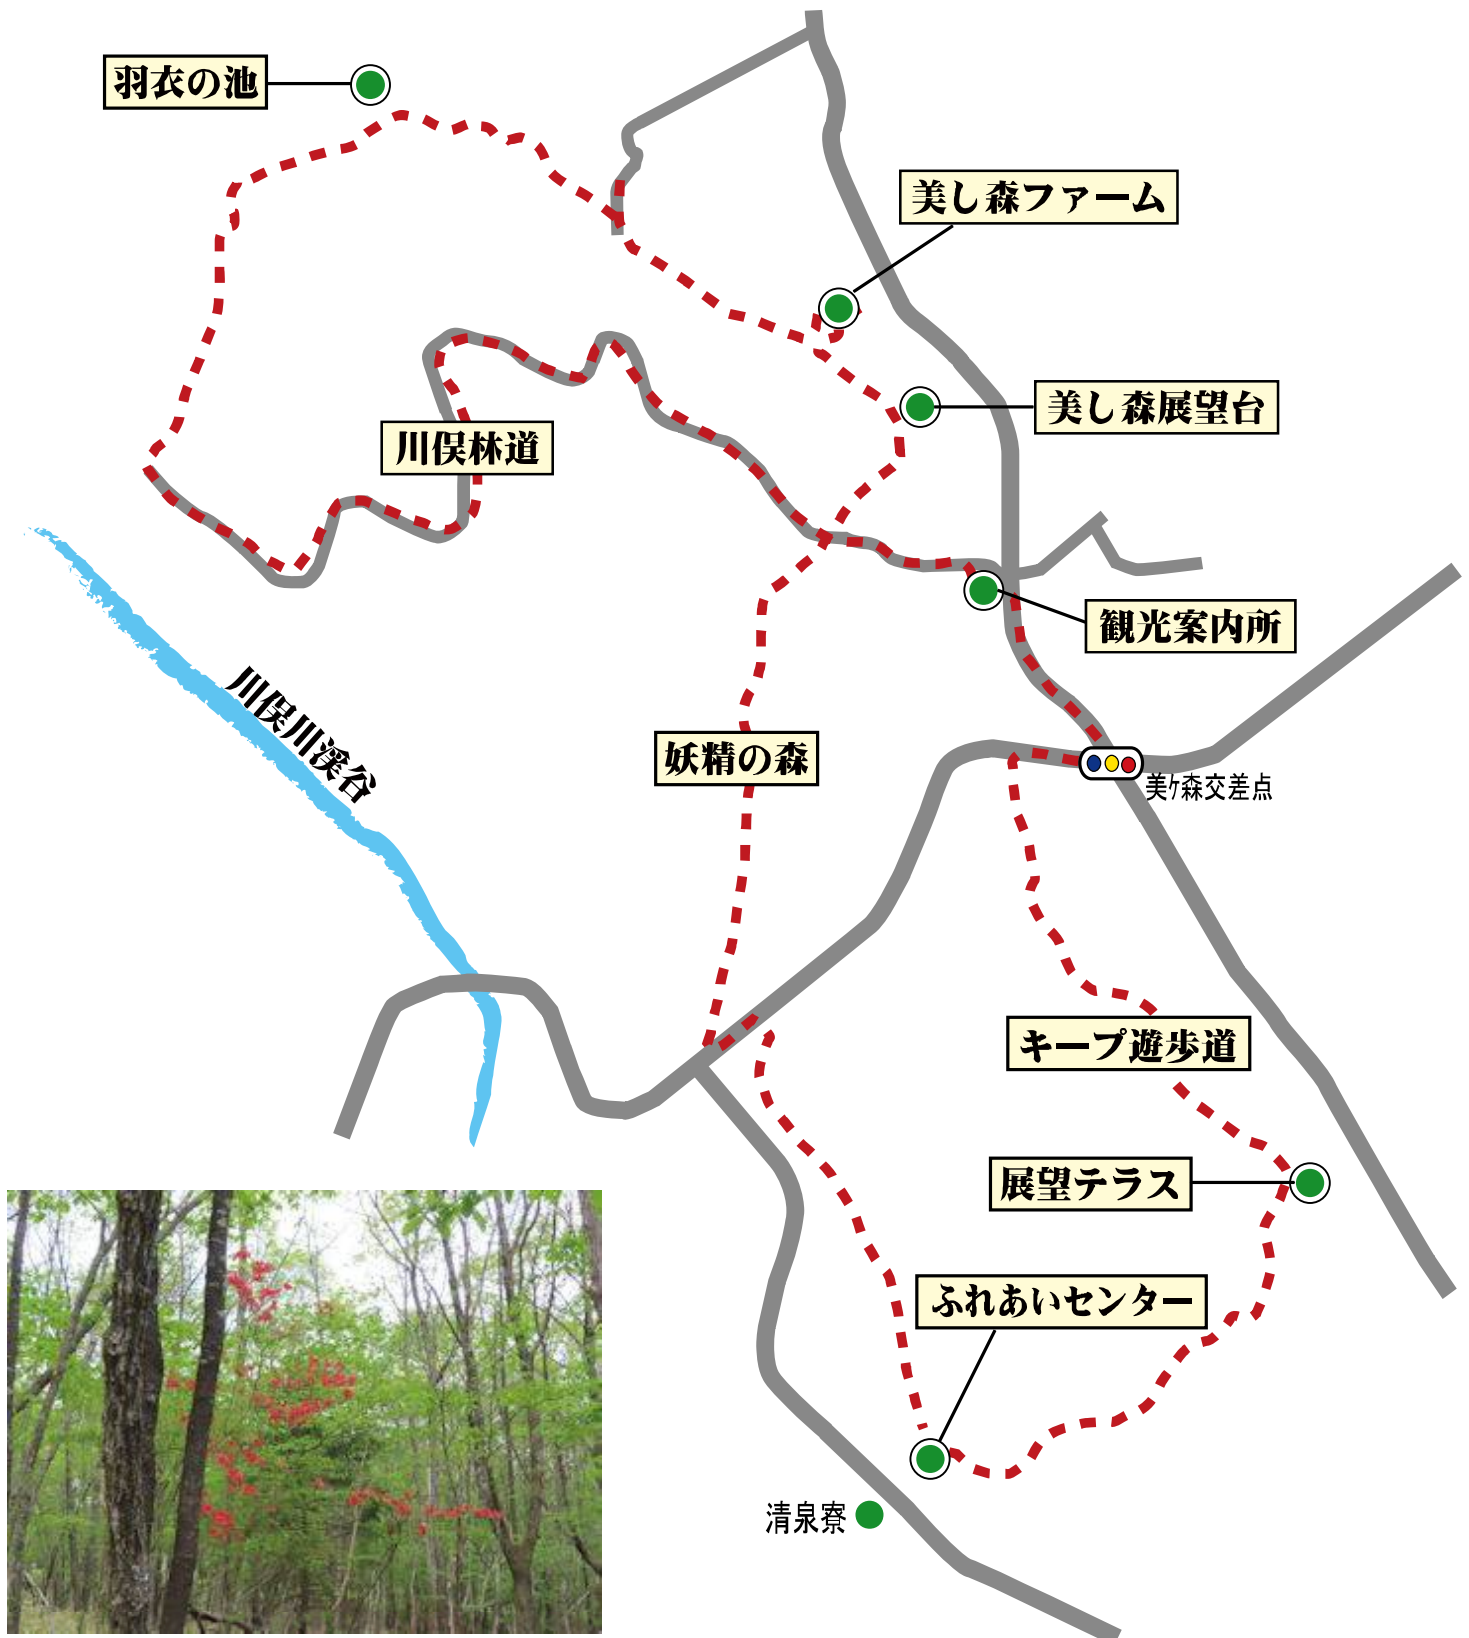 羽衣の池
美し森ファーム
美し森展望台
川俣林道
観光案内所
川俣川渓谷
妖精の森
美ヶ森交差点
キープ遊歩道
展望テラス
ふれあいセンター
清泉寮